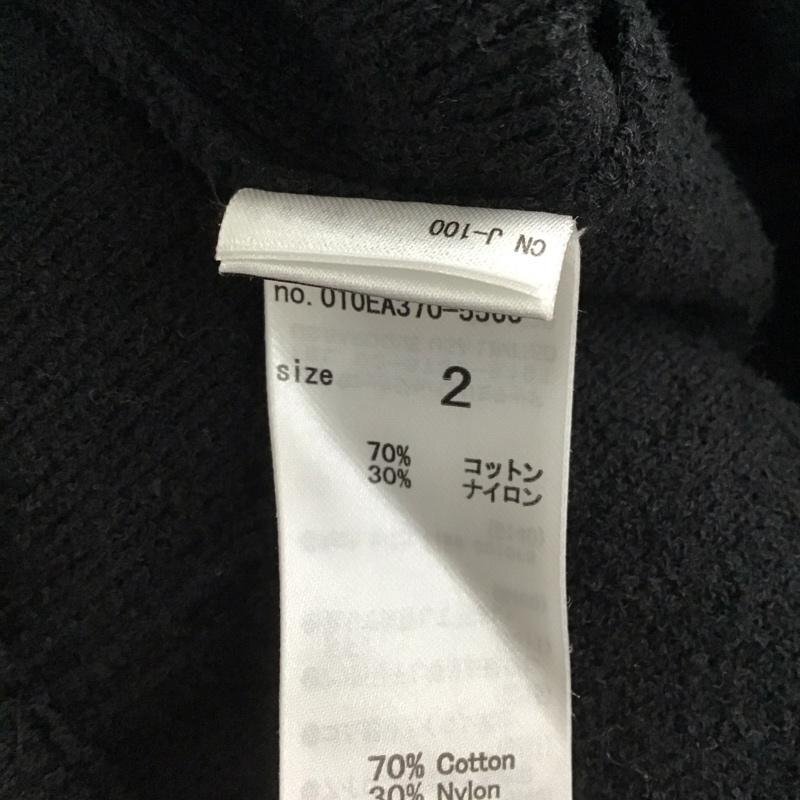 CN J-100
no. 010EA370-
size 2
70% コットン
30% ナイロン
70% Cotton
30% Nylon